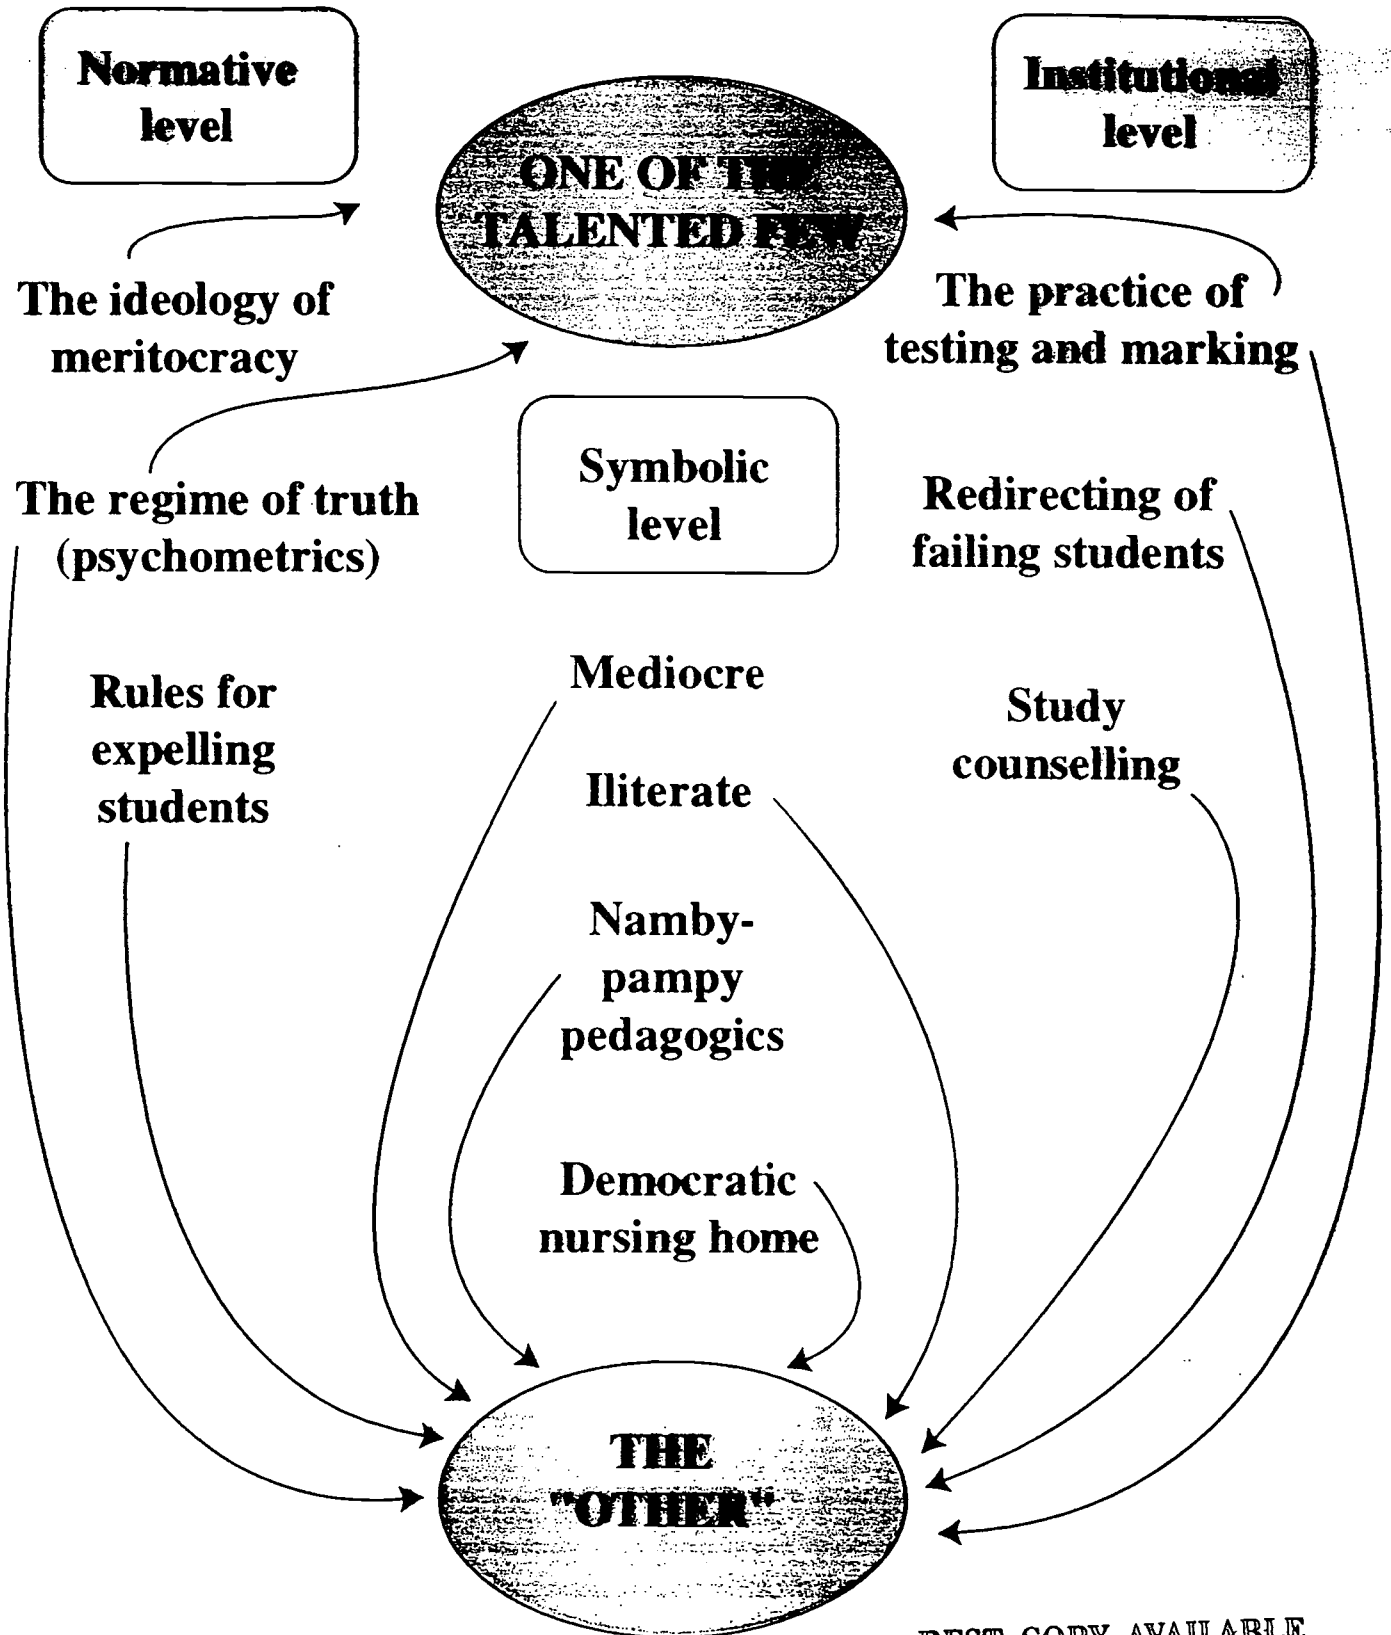 Normative
level
Institutional
level
ONE OF THE
TALENTED FEW
The ideology of
meritocracy
The practice of
testing and marking
The regime of truth
(psychometrics)
Symbolic
level
Redirecting of
failing students
Rules for
expelling
students
Mediocre
Iliterate
Namby-
pampy
pedagogics
Democratic
nursing home
Study
counselling
THE
"OTHER"
BEST COPY AVAILABLE